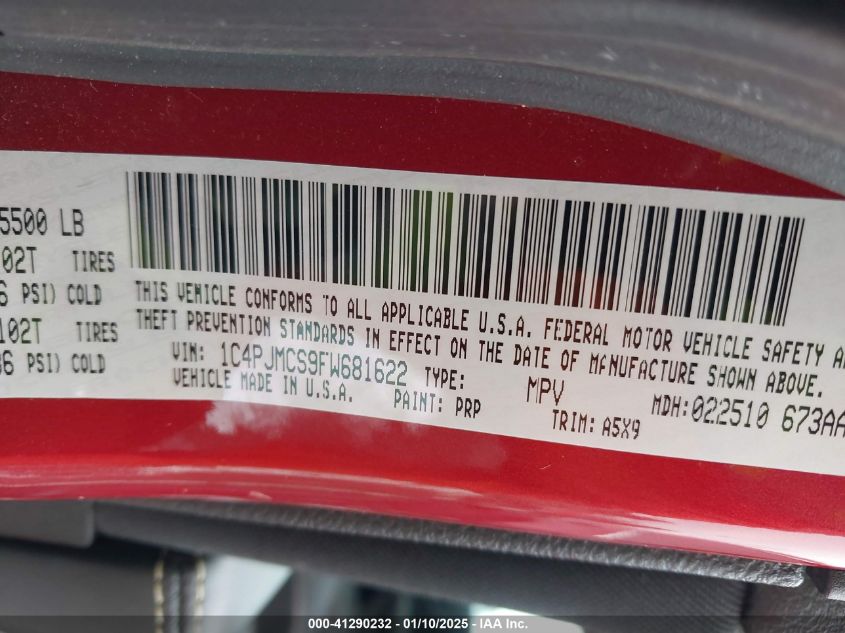 5500 LB
02T TIRES
6 PSI) COLD
102T TIRES
36 PSI) COLD
THIS VEHICLE CONFORMS TO ALL APPLICABLE U.S.A. FEDERAL MOTOR VEHICLE SAFETY A
THEFT PREVENTION STANDARDS IN EFFECT ON THE DATE OF MANUFACTURE SHOWN ABOVE.
VIN: 1C4PJMCS9FW681622 TYPE: MPV MDH:022510 673AA
VEHICLE MADE IN U.S.A. PAINT: PRP TRIM: A5X9
000-41290232 - 01/10/2025 - IAA Inc.